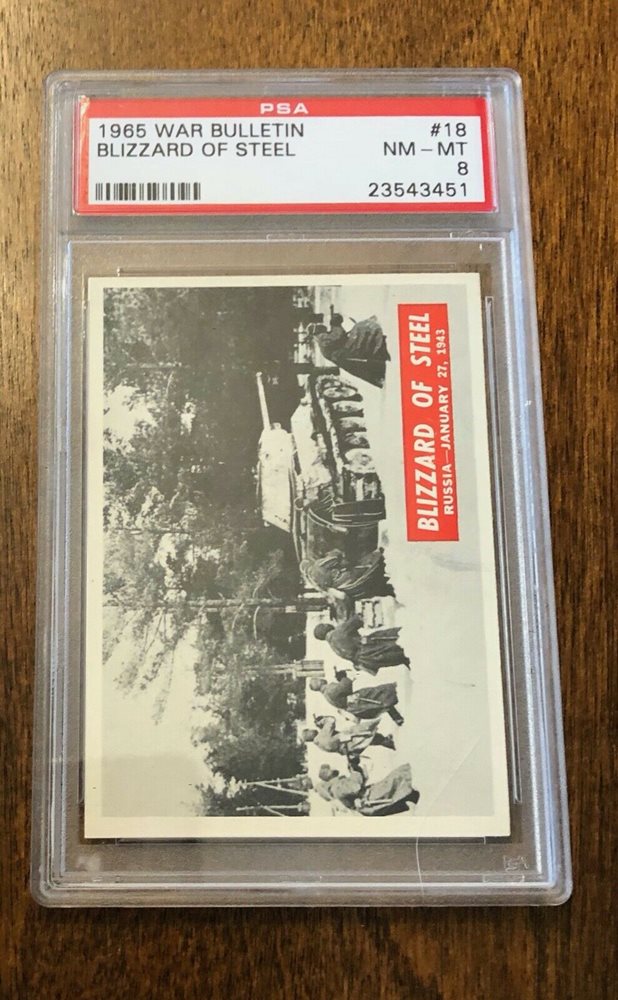 PSA
1965 WAR BULLETIN #18
BLIZZARD OF STEEL NM - MT
8
23543451
BLIZZARD OF STEEL
RUSSIA—JANUARY 27, 1943